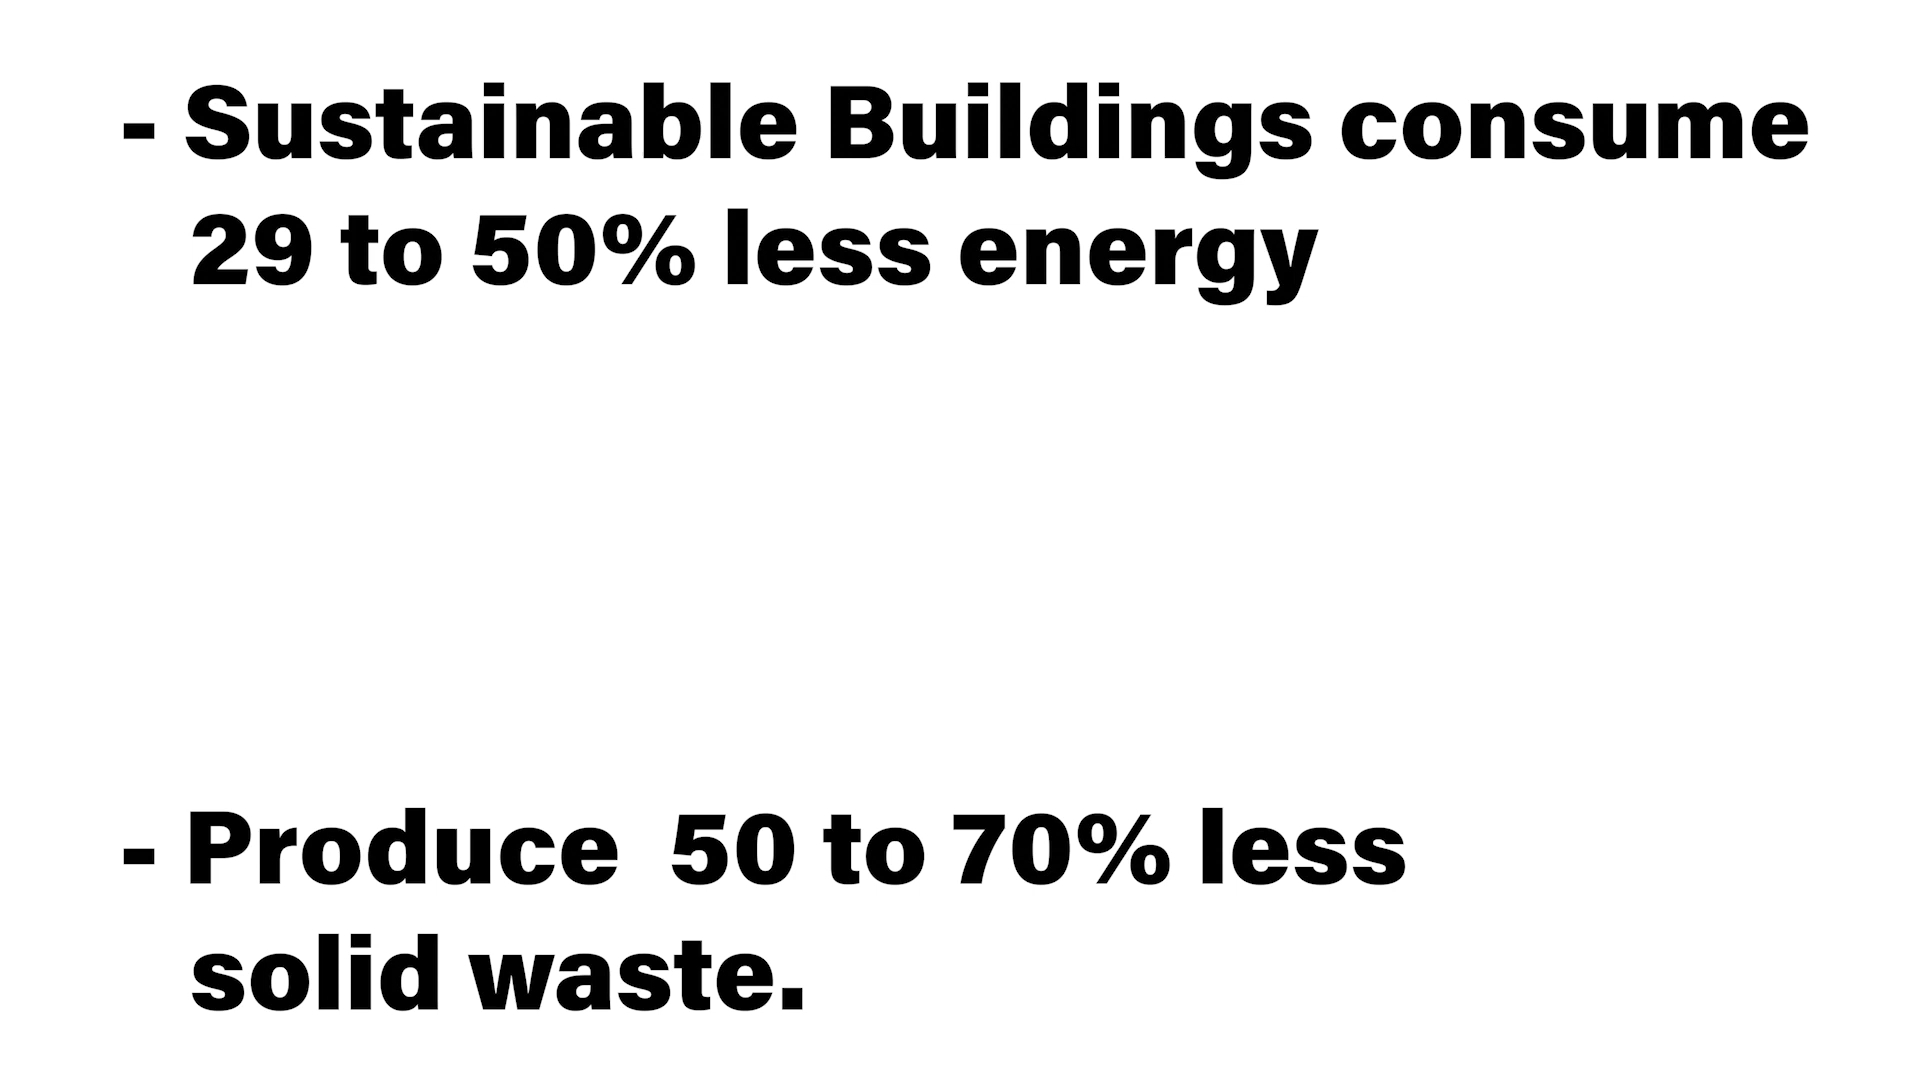 - Sustainable Buildings consume
29 to 50% less energy
- Produce  50 to 70% less
solid waste.